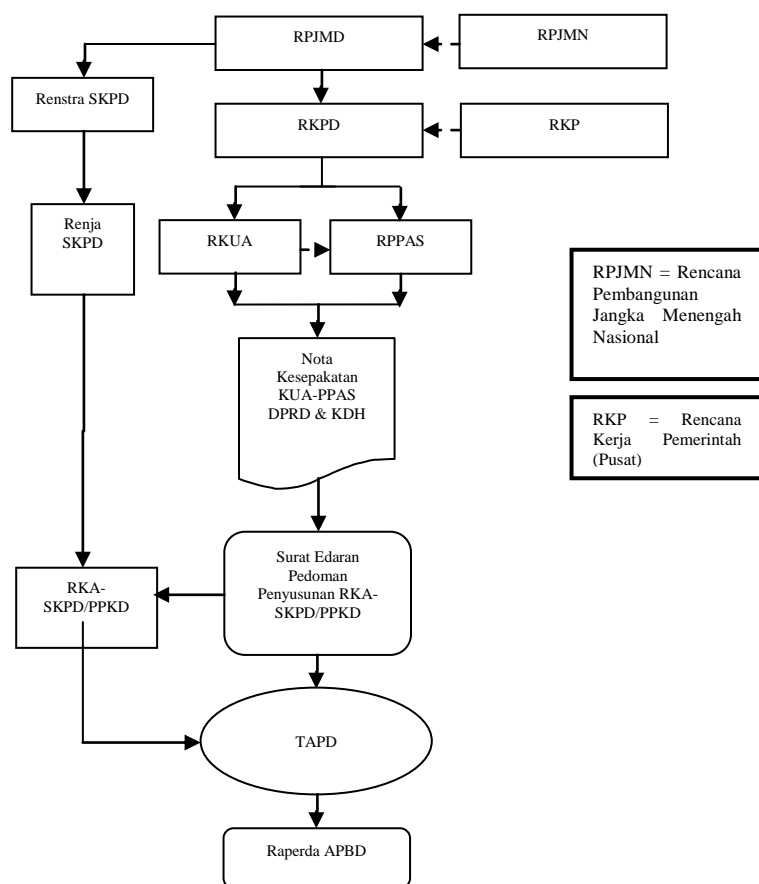 RPJMD
RPJMN
Renstra SKPD
RKPD
RKP
Renja
SKPD
RKUA
RPPAS
RPJMN = Rencana
Pembangunan
Jangka Menengah
Nasional
Nota
Kesepakatan
KUA-PPAS
DPRD & KDH
RKP = Rencana
Kerja Pemerintah
(Pusat)
Surat Edaran
Pedoman
Penyusunan RKA-
SKPD/PPKD
RKA-
SKPD/PPKD
TAPD
Raperda APBD